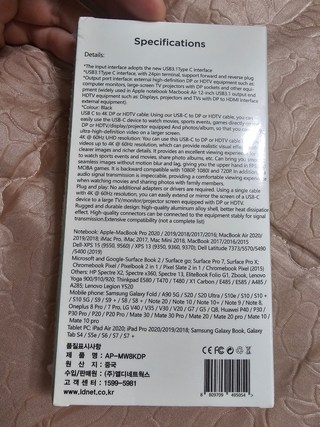 Specifications
Details:
*The input interface adopts the new USB3.1Type C interface
*USB3.1Type C interface, with 24pin terminal, support forward and reverse plug
*Output port interface: external high-definition DP or HDTV equipment such as
computers, large-screen TV projectors with DP sockets and other equipment
(widely used in Apple notebook Macbook Air 12-inch USB3.1 output and
HDTV equipment such as: Displays, projectors and TVs with DP to HDMI interface
external equipment).
*Colour: Black
USB C to 4K DP or HDTV cable: Using our USB-C to DP or HDTV cable, you can
easily use the USB-C device to watch movies, sports events, games directly to
DP or HDTV/display/projector equipped And photos/album, so that you can
ultra-high-definition video on a larger screen.
4K @ 60Hz UHD resolution: You can use this USB-C to DP or HDTV cable to
videos up to 4K @ 60Hz resolution, which can provide realistic visual effects,
cleaner images and richer details. It provides an excellent viewing experience
to watch sports events and movies, share photo albums, etc. Can bring you
seamless images without motion blur and lag, giving you the upper hand in FPS
MOBA games. It is backward compatible with 1080P, 1080i and 720P. In addition,
audio signal transmission is impeccable, providing a comfortable viewing experience
when watching movies and sharing photos with family members.
Plug and play: No additional adapters or drivers are required. Using a single cable
with 4K @ 60Hz resolution, you can easily extend or mirror the screen of a USB-C
device to a large TV/monitor/projector screen equipped with DP or HDTV
Rugged and durable design: high-quality aluminum alloy shell, better heat dissipation
High-quality connectors can be connected to the equipment stably for signal
transmission Extensive compatibility (not a complete list)
Notebook: Apple/MacBook Pro 2019/2018/2017/2016; MacBook Air 2020/
2019/2018; iMac Pro, iMac 2017, Mac Mini 2018, MacBook 2017/2016/2015
Dell XPS 15 (9550, 9560), XPS 13 (9350, 9360, 9370); Dell Latitude 7373/5570/5490
/5400 (2019)
Microsoft and Google-Surface Book 2 / Surface go; Surface Pro 7, Surface Pro X;
Chromebook Pixel / Pixelbook 2 in 1 / Pixel Slate 2 in 1 / Chromebook Pixel (2015)
Others: HP Spectre X2, Spectre x360, Spectre 13, EliteBook Folio G1, Zbook, Lenovo
Yoga 900/910/920, Thinkpad E580 / T470 / T480 / X1 Carbon / E485 / E585 / A485 /
A285; Lenovo Legion Y520
Mobile phone: Samsung Galaxy Fold / A90 5G / S20 / S20 Ultra / S10e / S10 / S10 +
/ S10 5G / S9 / S9 + / S8 / S8 + / Note 20 / Note 10 / Note 10+ / Note 9 / Note 8,
Oneplus 8 Pro / 7 Pro, LG V40 / V35 / V30 / V20 / G7 / G5 / Q8, Huawei P40 / P30
/ P30 Pro / P20 / P20 Pro / Mate 30 / Mate 30 Pro / Mate 20 / Mate 20 pro / Mate 10 /
Mate 10 pro
Tablet PC: iPad Air 2020; iPad Pro 2020/2019/2018; Samsung Galaxy Book, Galaxy
Tab S4 / S5e / S6 / S7 / S7 +
품질표시사항
제 품 명 : AP-MW8KDP
원 산 지 : 중국
수입/판매원 : (주)엘디네트웍스
고 객 센 터 : 1599-5981
www.ldnet.co.kr
CE FC
8 809709 495004